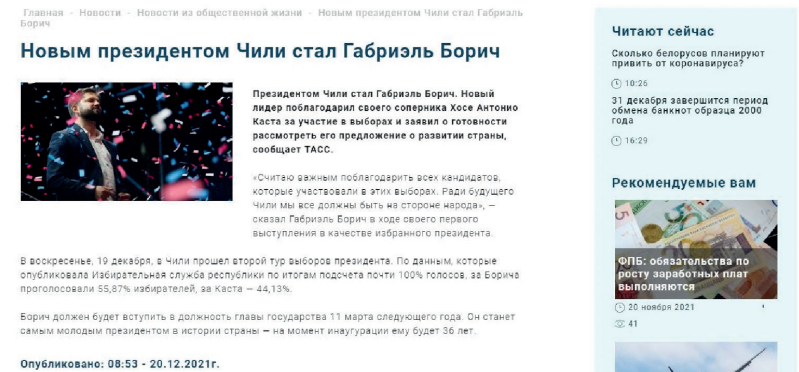 Главная - Новости - Новости из общественной жизни - Новым президентом Чили стал Габриэль
Борич
Новым президентом Чили стал Габриэль Борич
Президентом Чили стал Габриэль Борич. Новый
лидер поблагодарил своего соперника Хосе Антонио
Каста за участие в выборах и заявил о готовности
рассмотреть его предложение о развитии страны,
сообщает ТАСС.
«Считаю важным поблагодарить всех кандидатов,
которые участвовали в этих выборах. Ради будущего
Чили мы все должны быть на стороне народа», —
сказал Габриэль Борич в ходе своего первого
выступления в качестве избранного президента.
В воскресенье, 19 декабря, в Чили прошел второй тур выборов президента. По данным, которые
опубликовала Избирательная служба республики по итогам подсчета почти 100% голосов, за Борича
проголосовали 55,87% избирателей, за Каста — 44,13%.
Борич должен будет вступить в должность главы государства 11 марта следующего года. Он станет
самым молодым президентом в истории страны — на момент инаугурации ему будет 36 лет.
Опубликовано: 08:53 - 20.12.2021г.
Читают сейчас
Сколько белорусов планируют
привить от коронавируса?
10:26
31 декабря завершится период
обмена банкнот образца 2000
года
16:29
Рекомендуемые вам
ФПБ: обязательства по
росту заработных плат
выполняются
20 ноября 2021
41